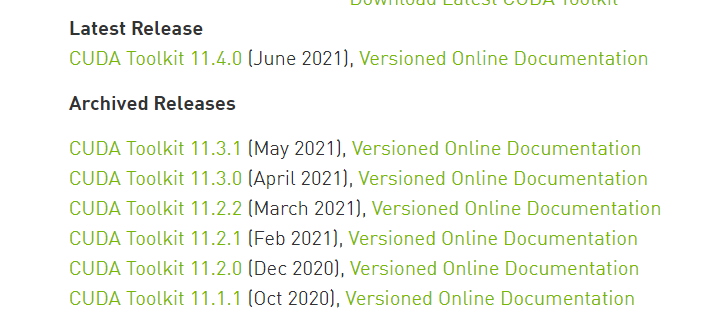 Download Latest CUDA Toolkit
Latest Release
CUDA Toolkit 11.4.0 (June 2021), Versioned Online Documentation
Archived Releases
CUDA Toolkit 11.3.1 (May 2021), Versioned Online Documentation
CUDA Toolkit 11.3.0 (April 2021), Versioned Online Documentation
CUDA Toolkit 11.2.2 (March 2021), Versioned Online Documentation
CUDA Toolkit 11.2.1 (Feb 2021), Versioned Online Documentation
CUDA Toolkit 11.2.0 (Dec 2020), Versioned Online Documentation
CUDA Toolkit 11.1.1 (Oct 2020), Versioned Online Documentation